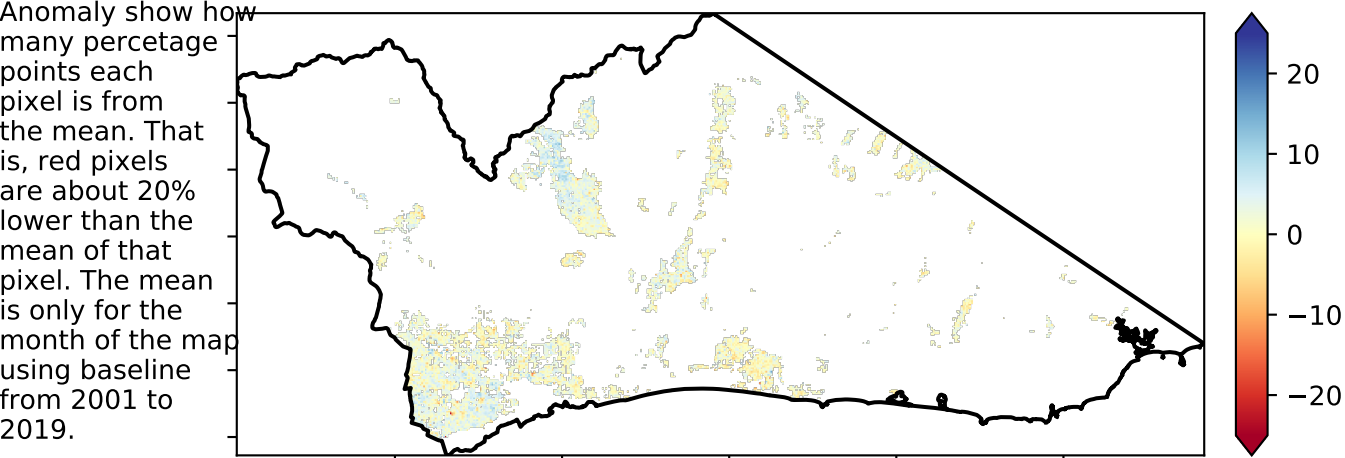 Anomaly show how
many percetage
points each
pixel is from
the mean. That
is, red pixels
are about 20%
lower than the
mean of that
pixel. The mean
is only for the
month of the map
using baseline
from 2001 to
2019.
20
10
0
−10
−20